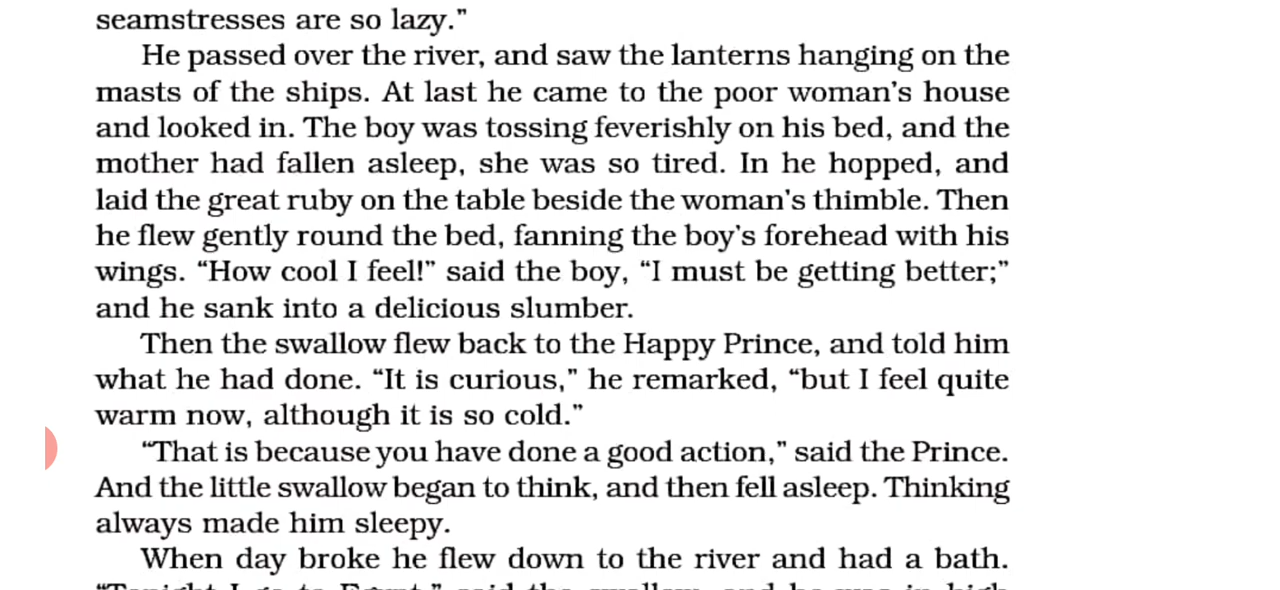 seamstresses are so lazy.”
He passed over the river, and saw the lanterns hanging on the
masts of the ships. At last he came to the poor woman’s house
and looked in. The boy was tossing feverishly on his bed, and the
mother had fallen asleep, she was so tired. In he hopped, and
laid the great ruby on the table beside the woman’s thimble. Then
he flew gently round the bed, fanning the boy’s forehead with his
wings. “How cool I feel!” said the boy, “I must be getting better;”
and he sank into a delicious slumber.
Then the swallow flew back to the Happy Prince, and told him
what he had done. “It is curious,” he remarked, “but I feel quite
warm now, although it is so cold.”
“That is because you have done a good action,” said the Prince.
And the little swallow began to think, and then fell asleep. Thinking
always made him sleepy.
When day broke he flew down to the river and had a bath.